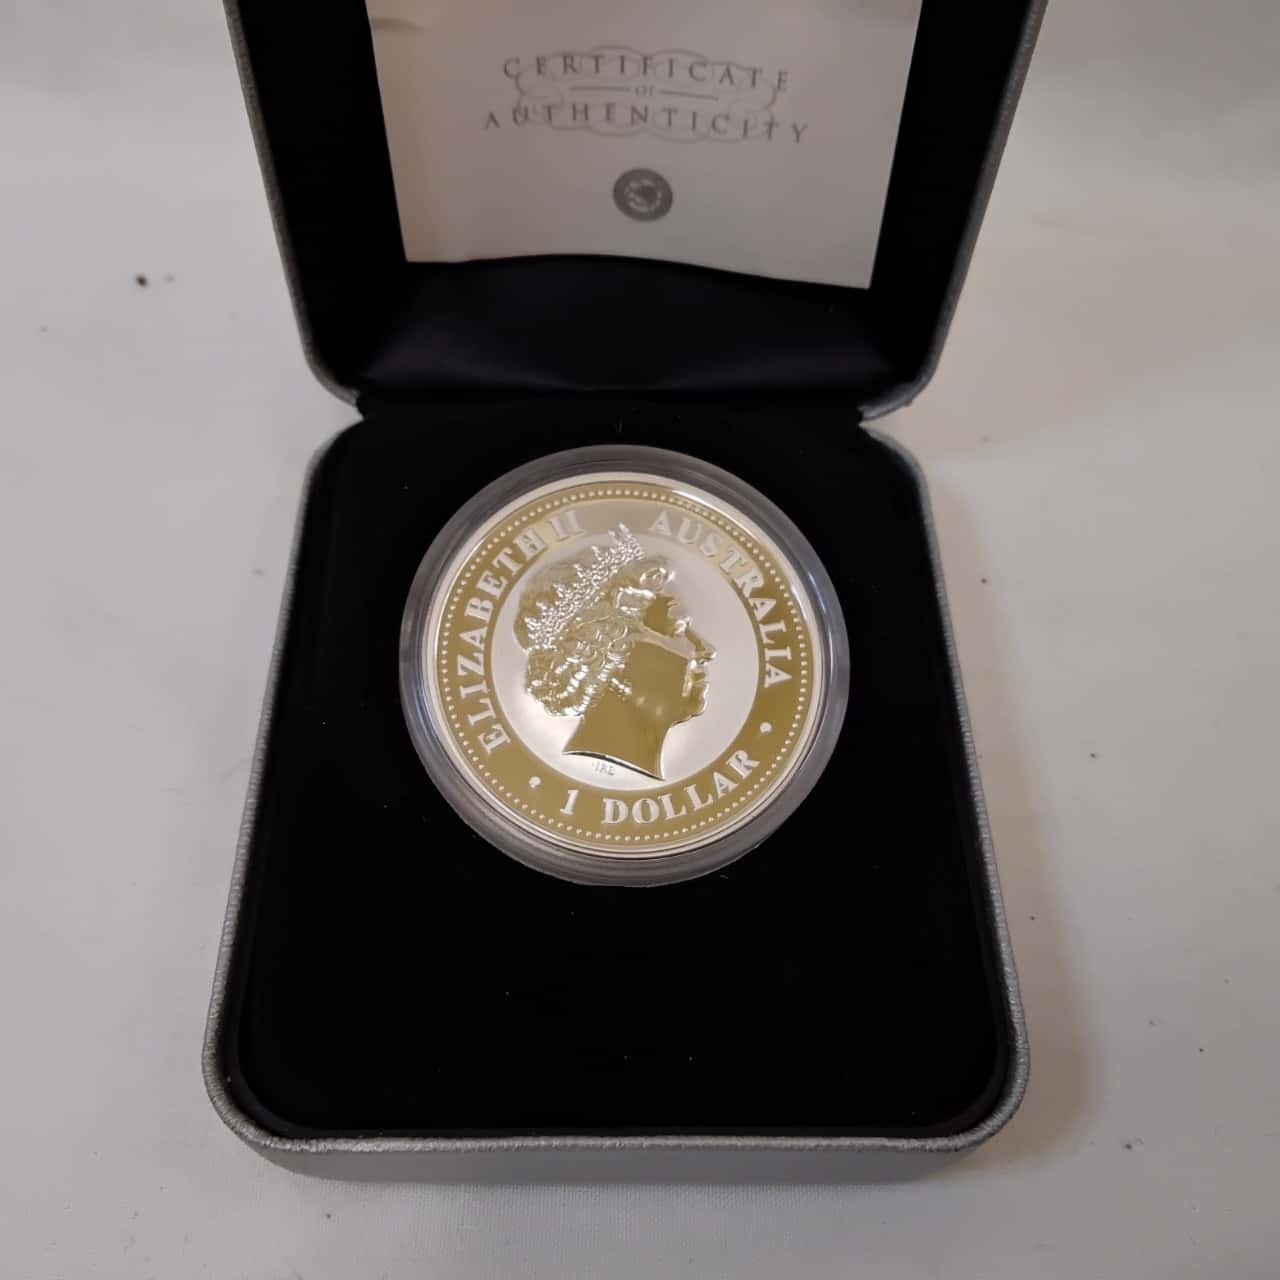 CERTIFICATE
OF
AUTHENTICITY
ELIZABETH II AUSTRALIA
1 DOLLAR
IRB